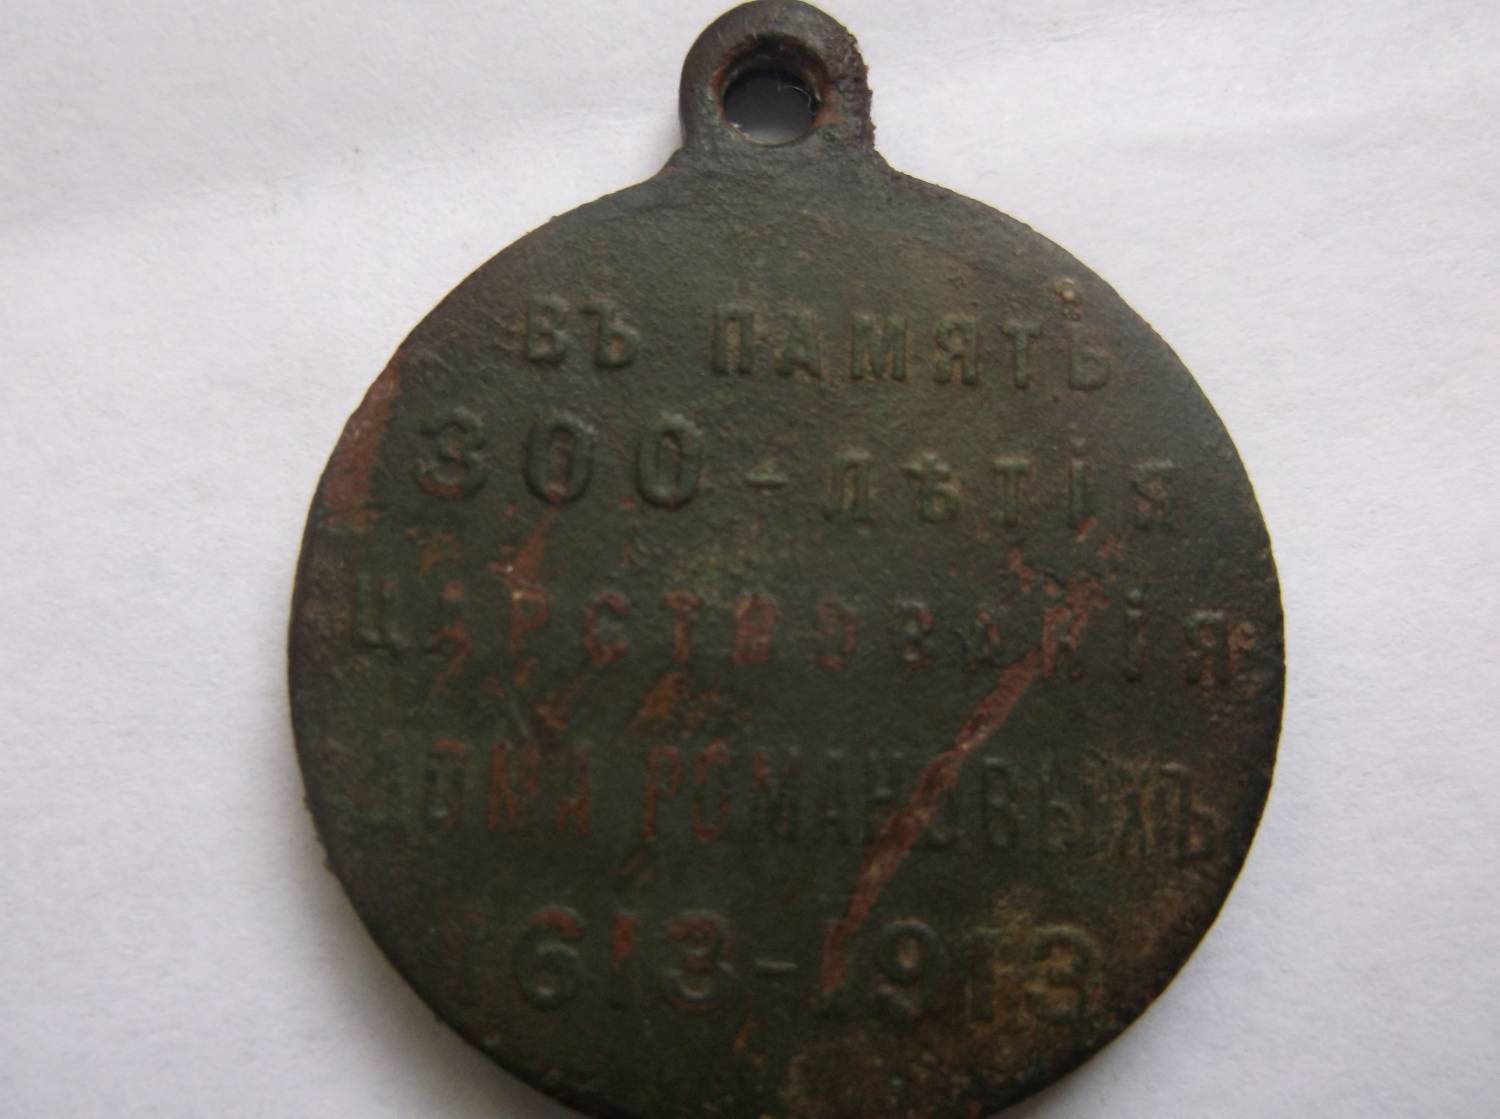 ВЪ ПАМЯТЬ
300-ЛѢТІЯ
ЦАРСТВОВАНІЯ
ДОМА РОМАНОВЫХЪ
1613-1913